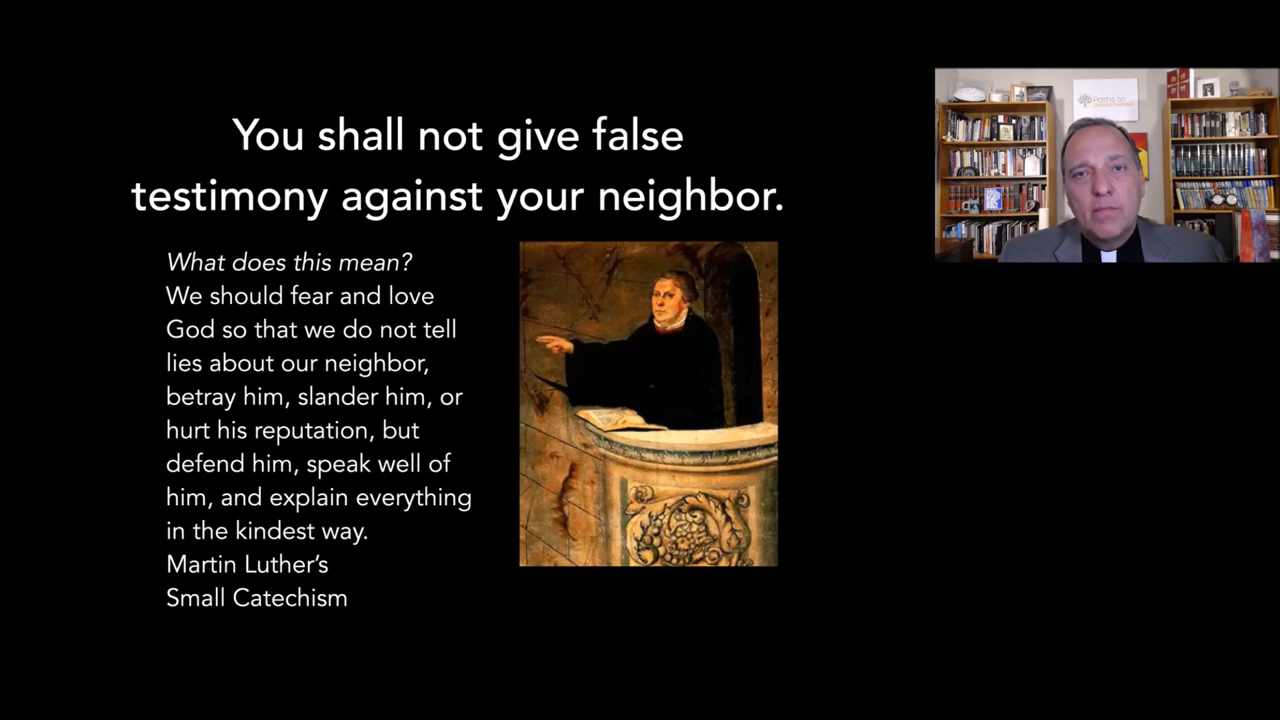 You shall not give false
testimony against your neighbor.
What does this mean?
We should fear and love
God so that we do not tell
lies about our neighbor,
betray him, slander him, or
hurt his reputation, but
defend him, speak well of
him, and explain everything
in the kindest way.
Martin Luther’s
Small Catechism
Paths to